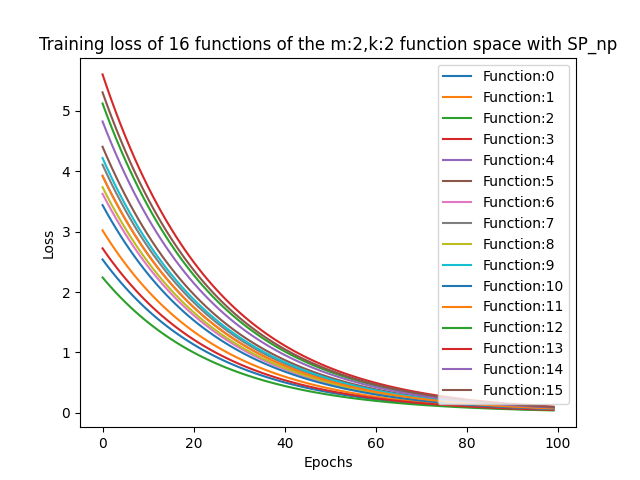 Training loss of 16 functions of the m:2,k:2 function space with SP_np
Loss
5
4
3
2
1
0
0 20 40 60 80 100
Epochs
Function:0
Function:1
Function:2
Function:3
Function:4
Function:5
Function:6
Function:7
Function:8
Function:9
Function:10
Function:11
Function:12
Function:13
Function:14
Function:15